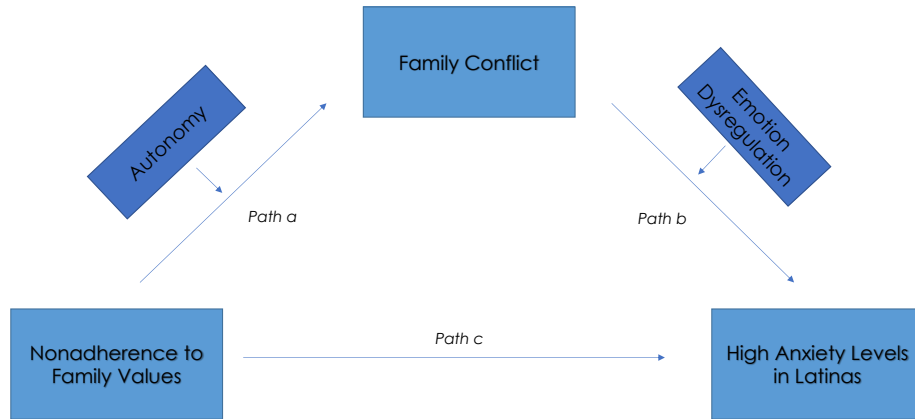 Family Conflict
Autonomy
Emotion
Dysregulation
Path a
Path b
Nonadherence to
Family Values
Path c
High Anxiety Levels
in Latinas